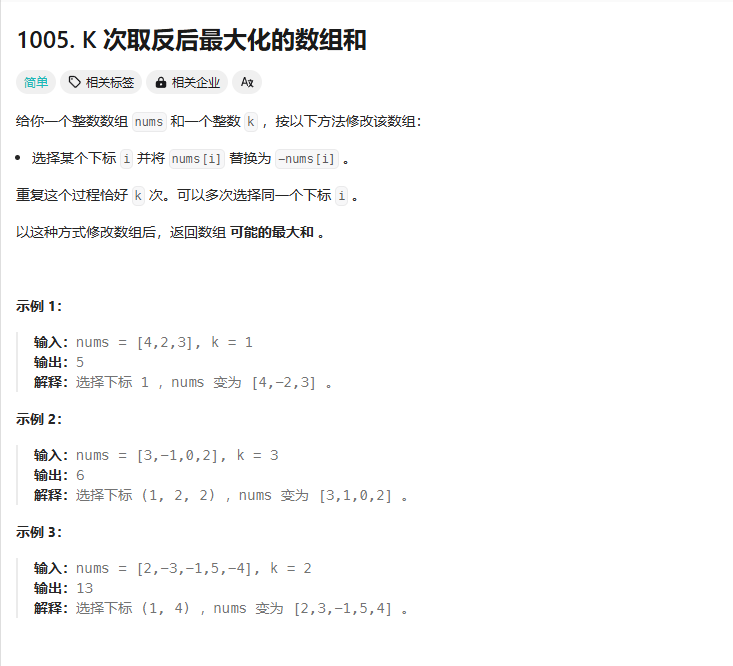 1005. K 次取反后最大化的数组和
简单 相关标签 相关企业 A文
给你一个整数数组 nums 和一个整数 k ，按以下方法修改该数组：
• 选择某个下标 i 并将 nums[i] 替换为 -nums[i] 。
重复这个过程恰好 k 次。可以多次选择同一个下标 i 。
以这种方式修改数组后，返回数组 可能的最大和 。
示例 1：
输入：nums = [4,2,3], k = 1
输出：5
解释：选择下标 1 ，nums 变为 [4,-2,3] 。
示例 2：
输入：nums = [3,-1,0,2], k = 3
输出：6
解释：选择下标 (1, 2, 2) ，nums 变为 [3,1,0,2] 。
示例 3：
输入：nums = [2,-3,-1,5,-4], k = 2
输出：13
解释：选择下标 (1, 4) ，nums 变为 [2,3,-1,5,4] 。